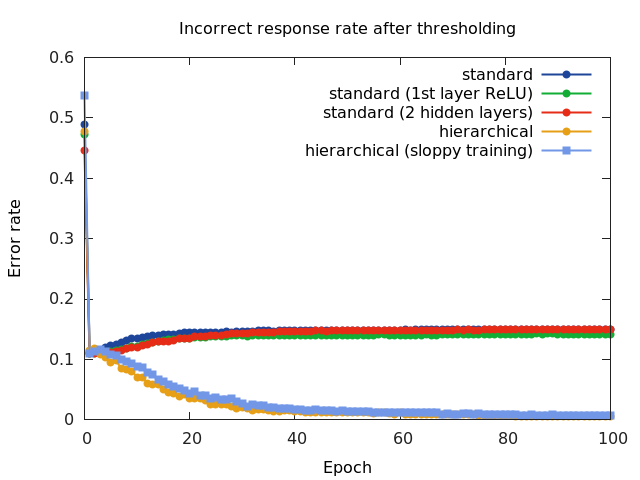 Incorrect response rate after thresholding
0.6
0.5
0.4
0.3
0.2
0.1
0
Error rate
standard
standard (1st layer ReLU)
standard (2 hidden layers)
hierarchical
hierarchical (sloppy training)
0 20 40 60 80 100
Epoch